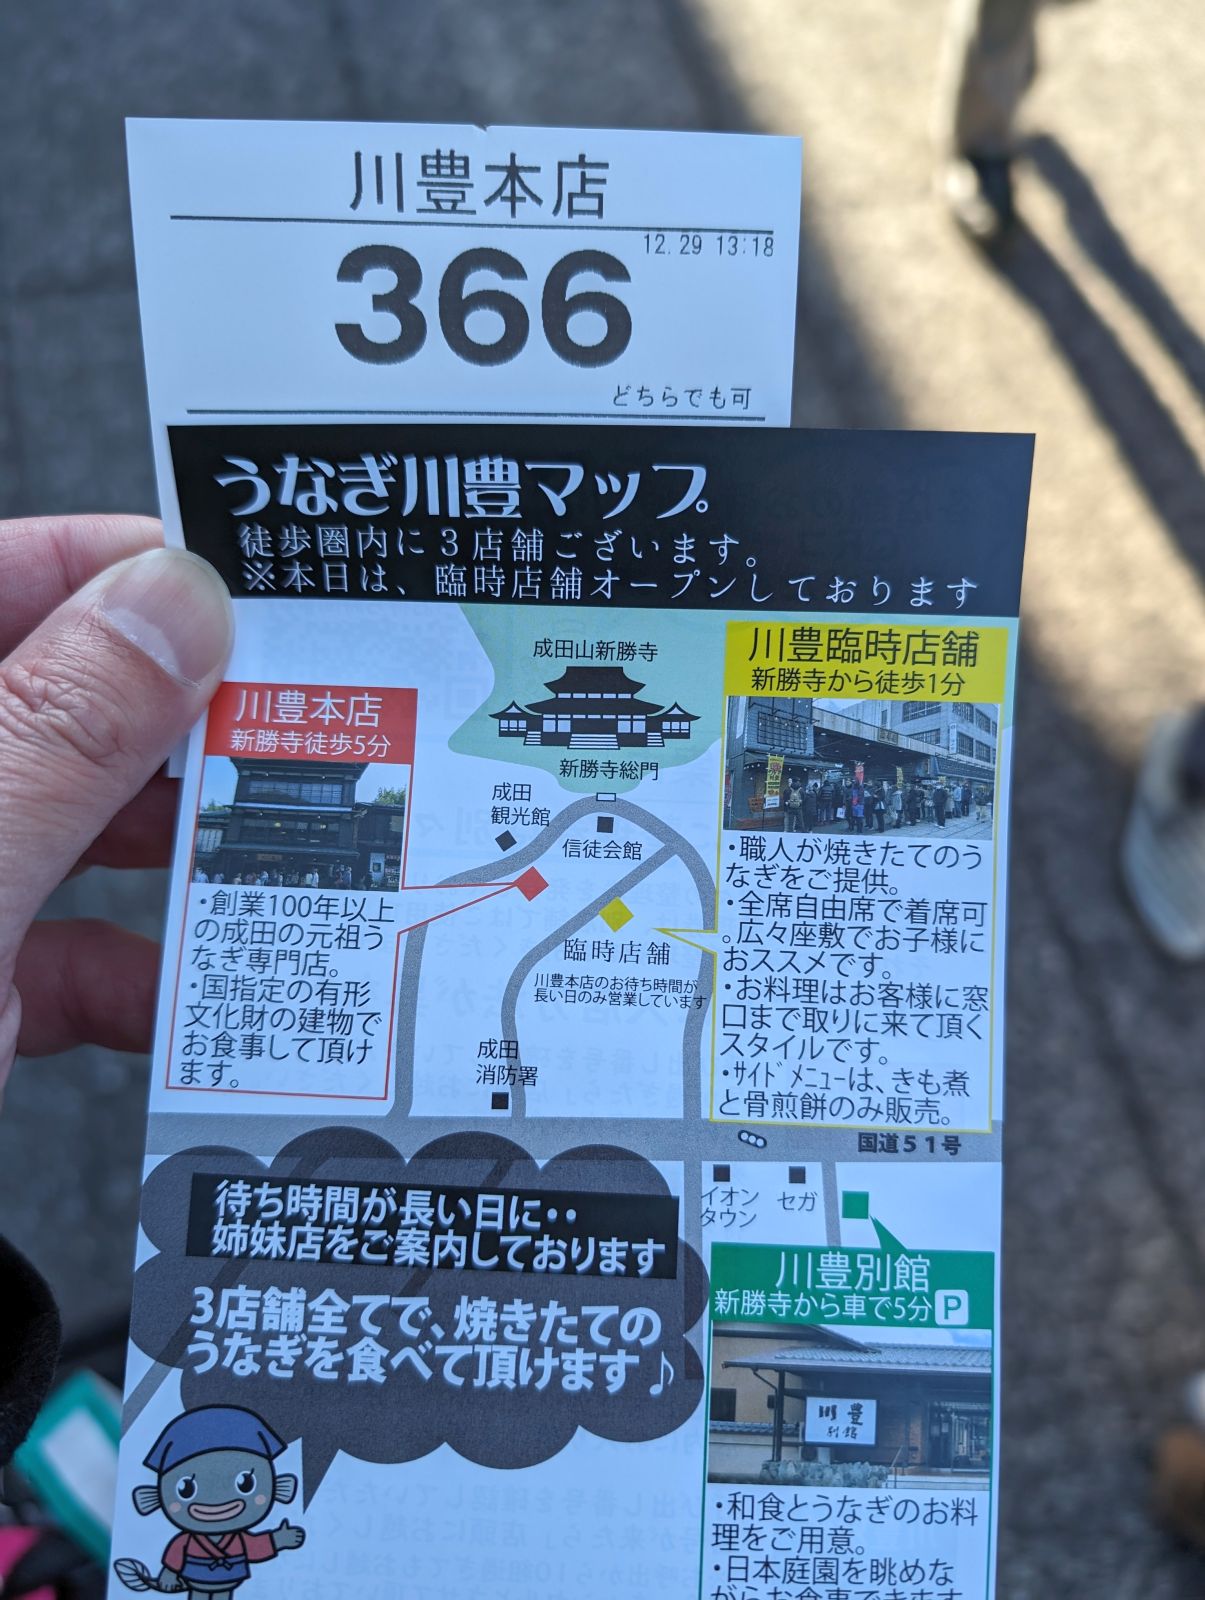 川豊本店
12.29 13:18
366
どちらでも可
うなぎ川豊マップ
徒歩圏内に3店舗ございます。
※本日は、臨時店舗オープンしております
成田山新勝寺
新勝寺総門
成田
観光館
信徒会館
川豊本店
新勝寺徒歩5分
・創業100年以上
の成田の元祖う
なぎ専門店。
・国指定の有形
文化財の建物で
お食事して頂け
ます。
川豊臨時店舗
新勝寺から徒歩1分
・職人が焼きたてのう
なぎをご提供。
・全席自由席で着席可
。広々座敷でお子様に
おススメです。
・お料理はお客様に窓
口まで取りに来て頂く
スタイルです。
・ｻｲﾄﾞﾒﾆｭｰは、きも煮
と骨煎餅のみ販売。
臨時店舗
川豊本店のお待ち時間が
長い日のみ営業しています
成田
消防署
国道51号
イオン
タウン
セガ
待ち時間が長い日に・・
姉妹店をご案内しております
3店舗全てで、焼きたての
うなぎを食べて頂けます♪
川豊別館
新勝寺から車で5分 P
川豊
別館
・和食とうなぎのお料
理をご用意。
・日本庭園を眺めな
がらお食事できます